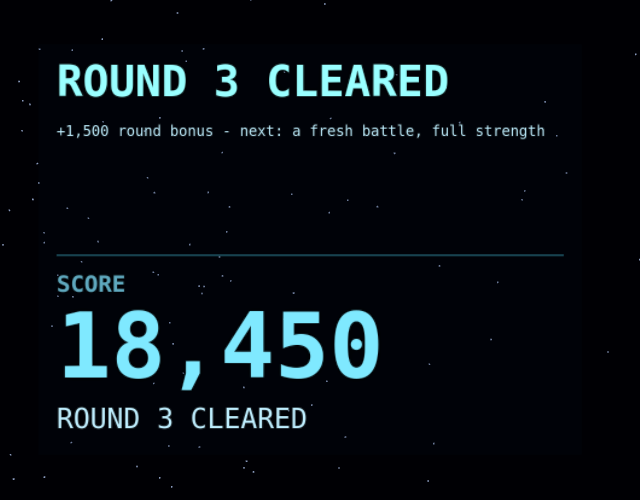 ROUND 3 CLEARED
+1,500 round bonus - next: a fresh battle, full strength
SCORE
18,450
ROUND 3 CLEARED